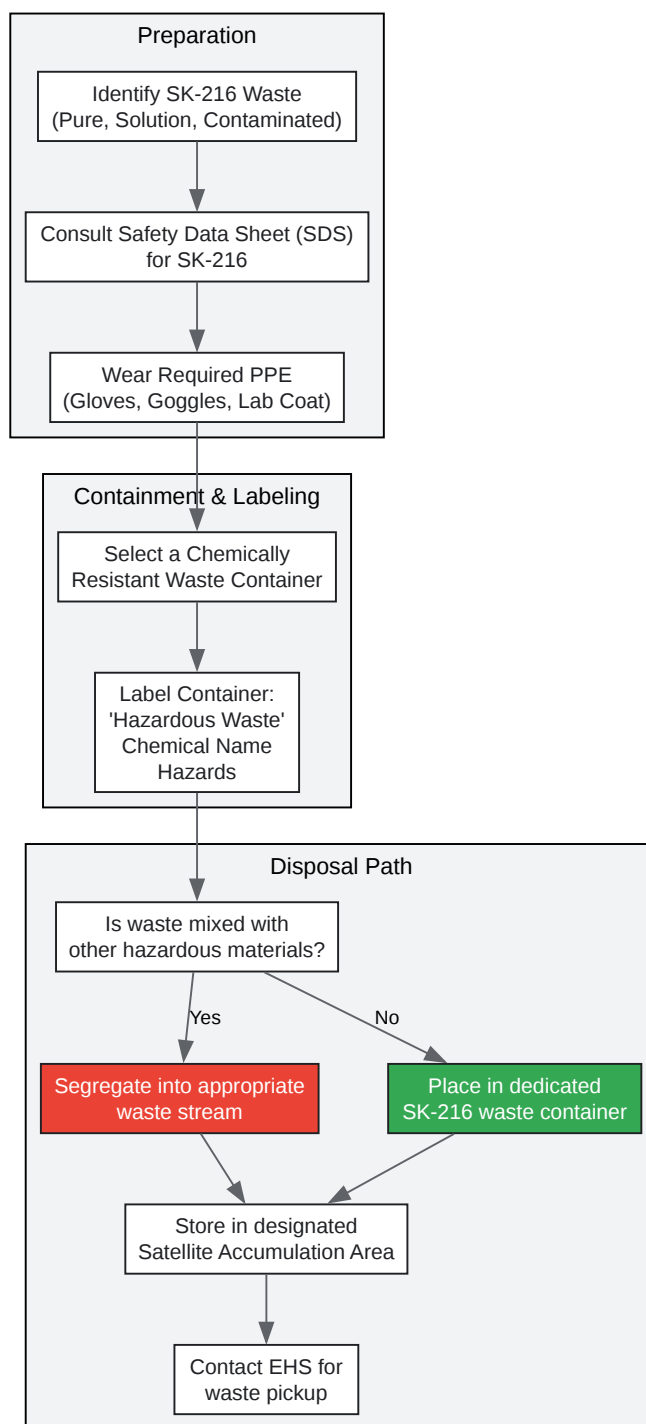 Preparation
Identify SK-216 Waste
(Pure, Solution, Contaminated)
Consult Safety Data Sheet (SDS)
for SK-216
Wear Required PPE
(Gloves, Goggles, Lab Coat)
Containment & Labeling
Select a Chemically
Resistant Waste Container
Label Container:
'Hazardous Waste'
Chemical Name
Hazards
Disposal Path
Is waste mixed with
other hazardous materials?
Yes
No
Segregate into appropriate
waste stream
Place in dedicated
SK-216 waste container
Store in designated
Satellite Accumulation Area
Contact EHS for
waste pickup